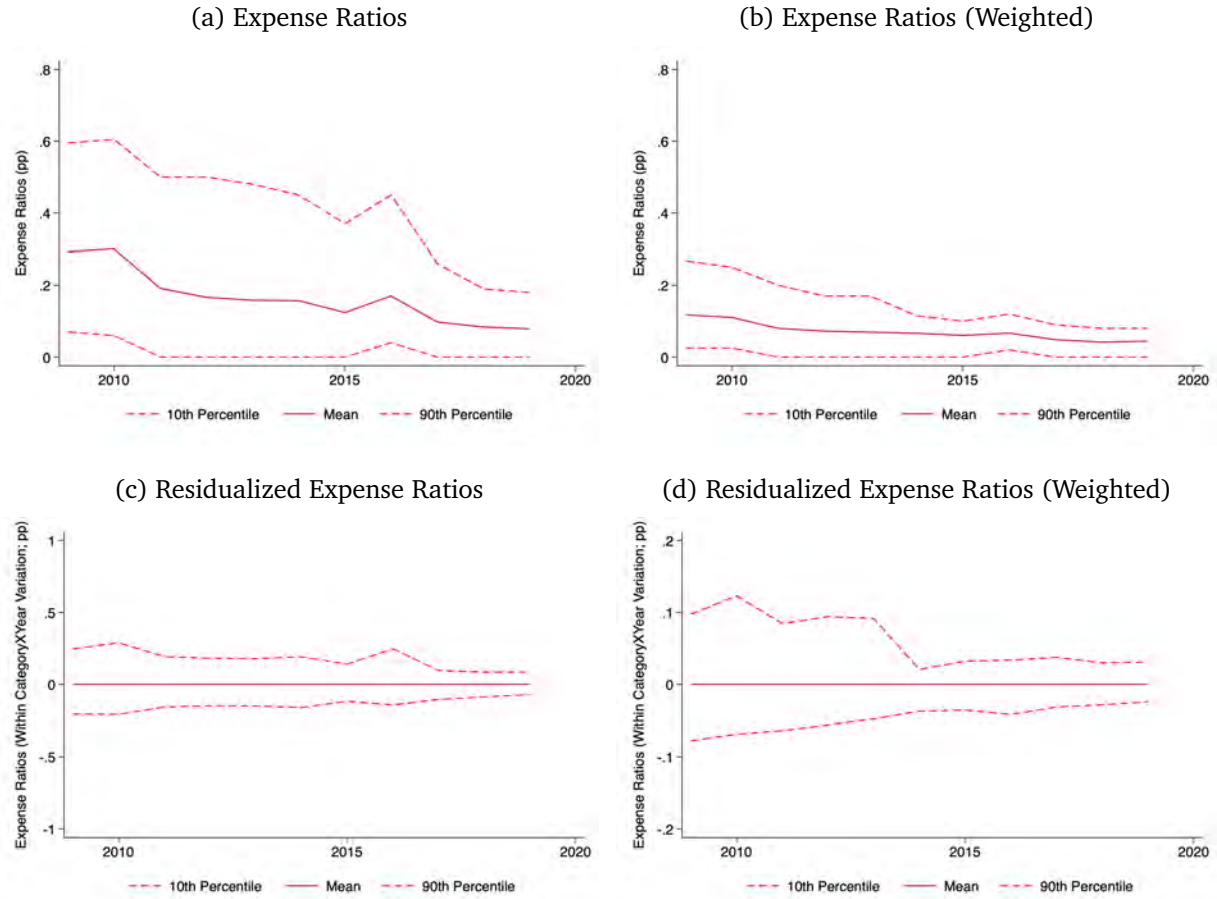 (a) Expense Ratios
Expense Ratios (pp)
.8
.6
.4
.2
0
2010
2015
2020
10th Percentile
Mean
90th Percentile
(b) Expense Ratios (Weighted)
Expense Ratios (pp)
.8
.6
.4
.2
0
2010
2015
2020
10th Percentile
Mean
90th Percentile
(c) Residualized Expense Ratios
Expense Ratios (Within CategoryXYear Variation; pp)
1
.5
0
-.5
-1
2010
2015
2020
10th Percentile
Mean
90th Percentile
(d) Residualized Expense Ratios (Weighted)
Expense Ratios (Within CategoryXYear Variation; pp)
.2
.1
0
-.1
-.2
2010
2015
2020
10th Percentile
Mean
90th Percentile